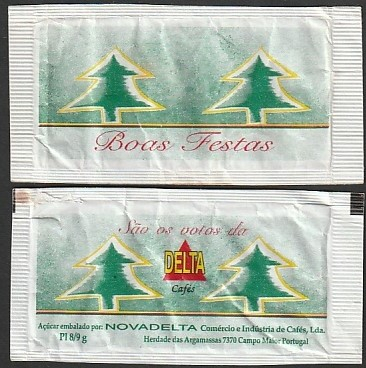 Boas Festas
São os votos da
DELTA
Cafés
Açúcar embalado por: NOVADELTA Comércio e Indústria de Cafés, Lda.
PI 8/9 g
Herdade das Argamassas 7370 Campo Maior Portugal